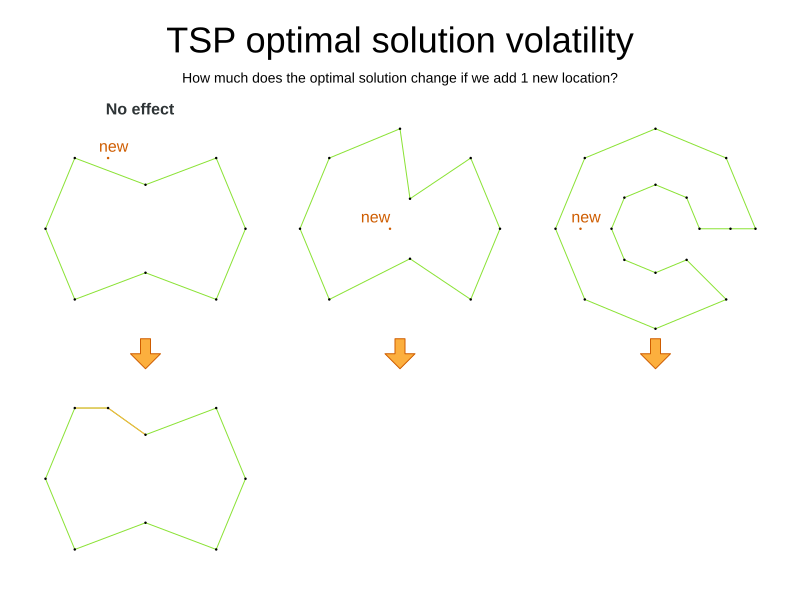 TSP optimal solution volatility
How much does the optimal solution change if we add 1 new location?
No effect
new
new
new